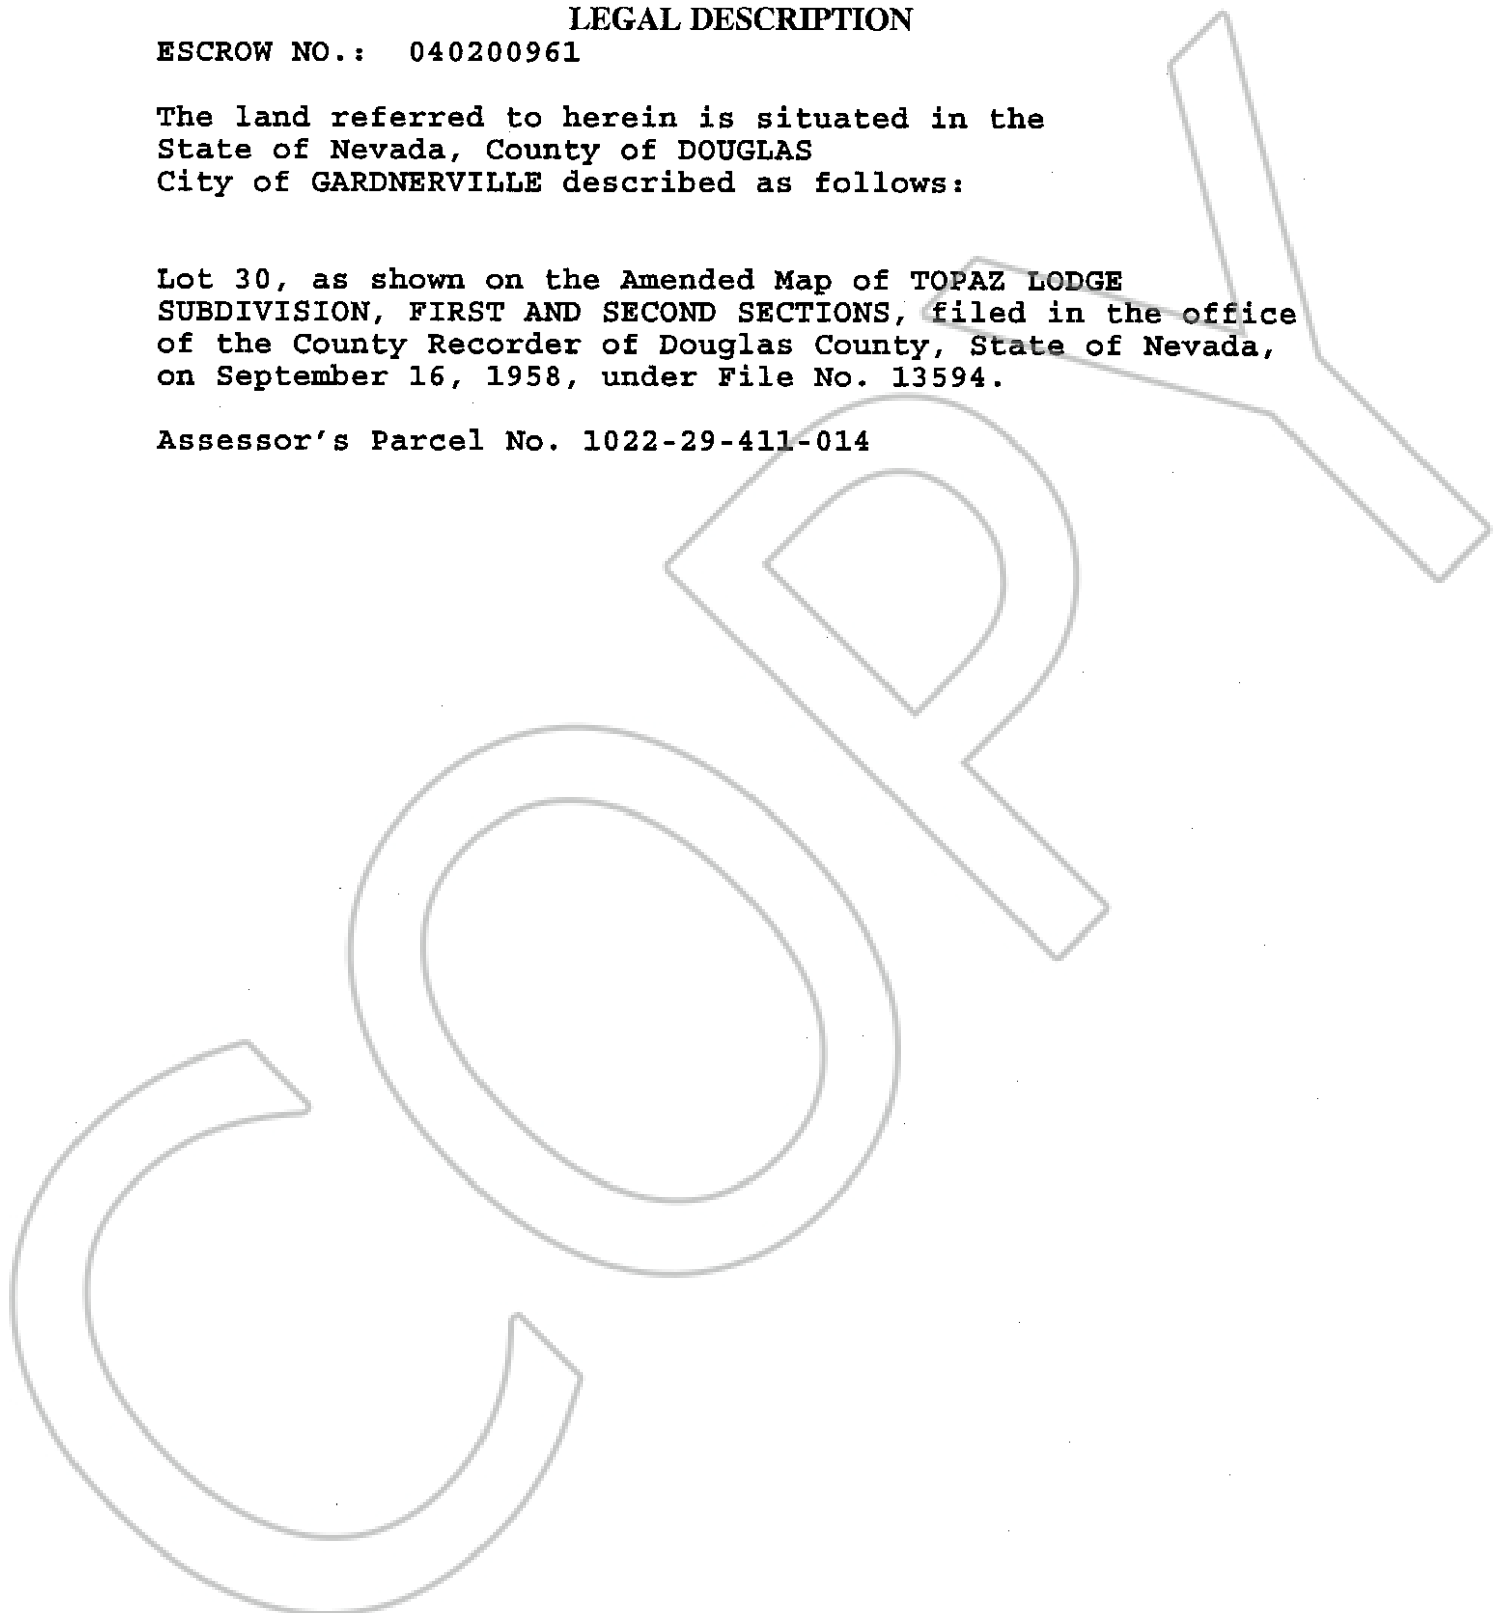 LEGAL DESCRIPTION
ESCROW NO.: 040200961
The land referred to herein is situated in the
State of Nevada, County of DOUGLAS
City of GARDNERVILLE described as follows:
Lot 30, as shown on the Amended Map of TOPAZ LODGE
SUBDIVISION, FIRST AND SECOND SECTIONS, filed in the office
of the County Recorder of Douglas County, State of Nevada,
on September 16, 1958, under File No. 13594.
Assessor's Parcel No. 1022-29-411-014
COPY